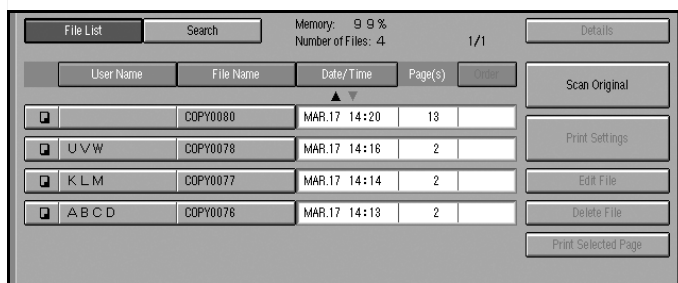 File List Search Memory: 99% Details
Number of Files: 4 1/1
User Name File Name Date/Time Page(s) Order Scan Original
▲ ▼
COPY0080 MAR.17 14:20 13
Print Settings
UVW COPY0078 MAR.17 14:16 2
KLM COPY0077 MAR.17 14:14 2 Edit File
ABCD COPY0076 MAR.17 14:13 2 Delete File
Print Selected Page